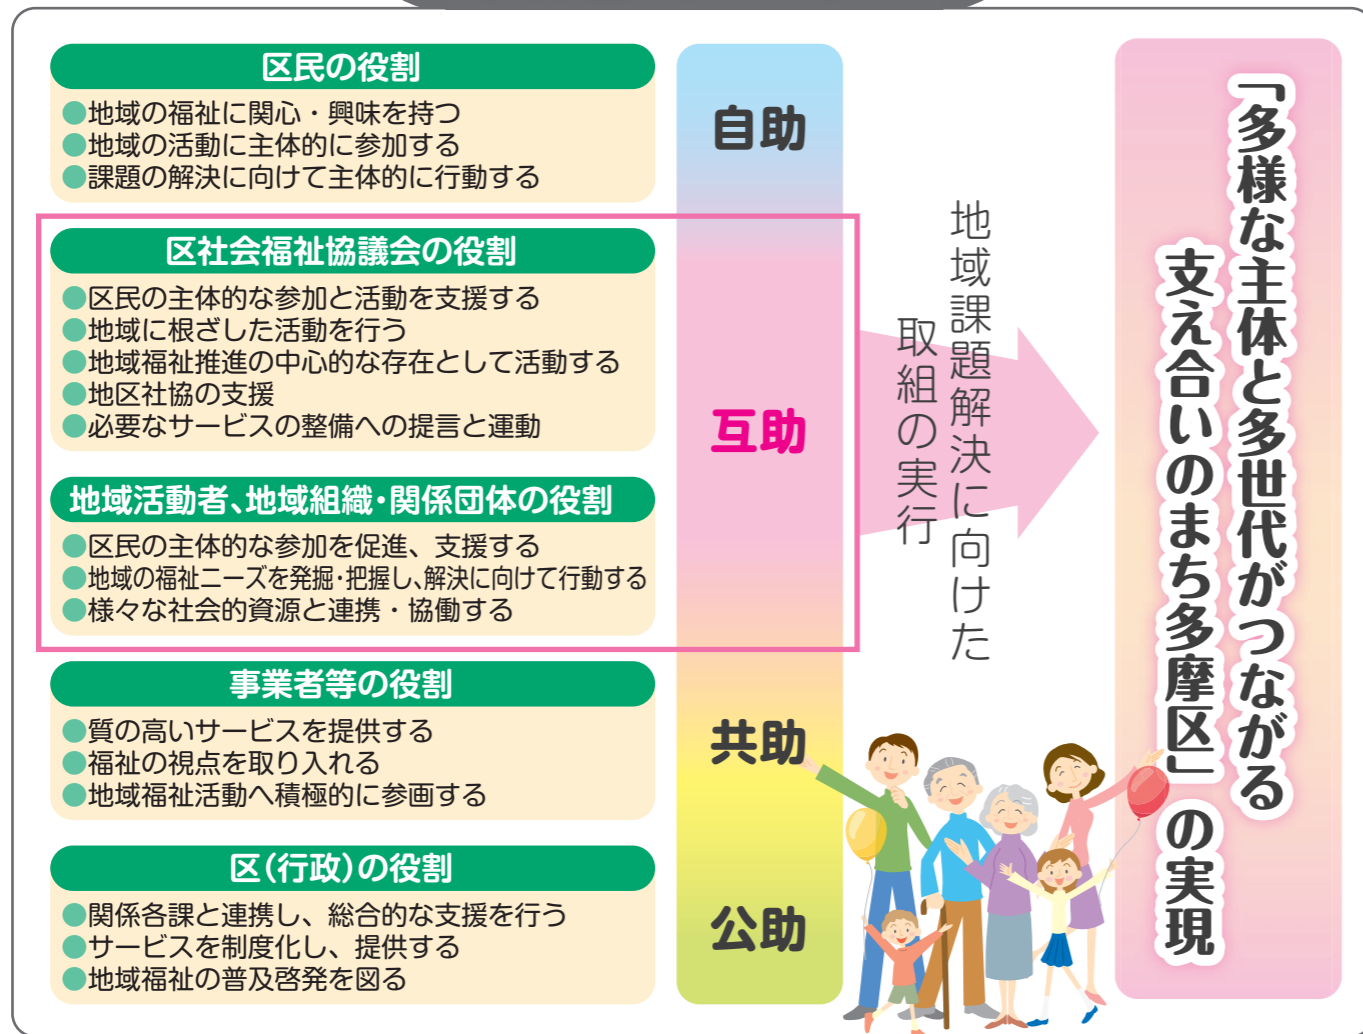 区民の役割
●地域の福祉に関心・興味を持つ
●地域の活動に主体的に参加する
●課題の解決に向けて主体的に行動する
区社会福祉協議会の役割
●区民の主体的な参加と活動を支援する
●地域に根ざした活動を行う
●地域福祉推進の中心的な存在として活動する
●地区社協の支援
●必要なサービスの整備への提言と運動
地域活動者、地域組織・関係団体の役割
●区民の主体的な参加を促進、支援する
●地域の福祉ニーズを発掘・把握し、解決に向けて行動する
●様々な社会的資源と連携・協働する
事業者等の役割
●質の高いサービスを提供する
●福祉の視点を取り入れる
●地域福祉活動へ積極的に参画する
区（行政）の役割
●関係各課と連携し、総合的な支援を行う
●サービスを制度化し、提供する
●地域福祉の普及啓発を図る
自助
互助
共助
公助
地域課題解決に向けた
取組の実行
「多様な主体と多世代がつながる
支え合いのまち多摩区」の実現